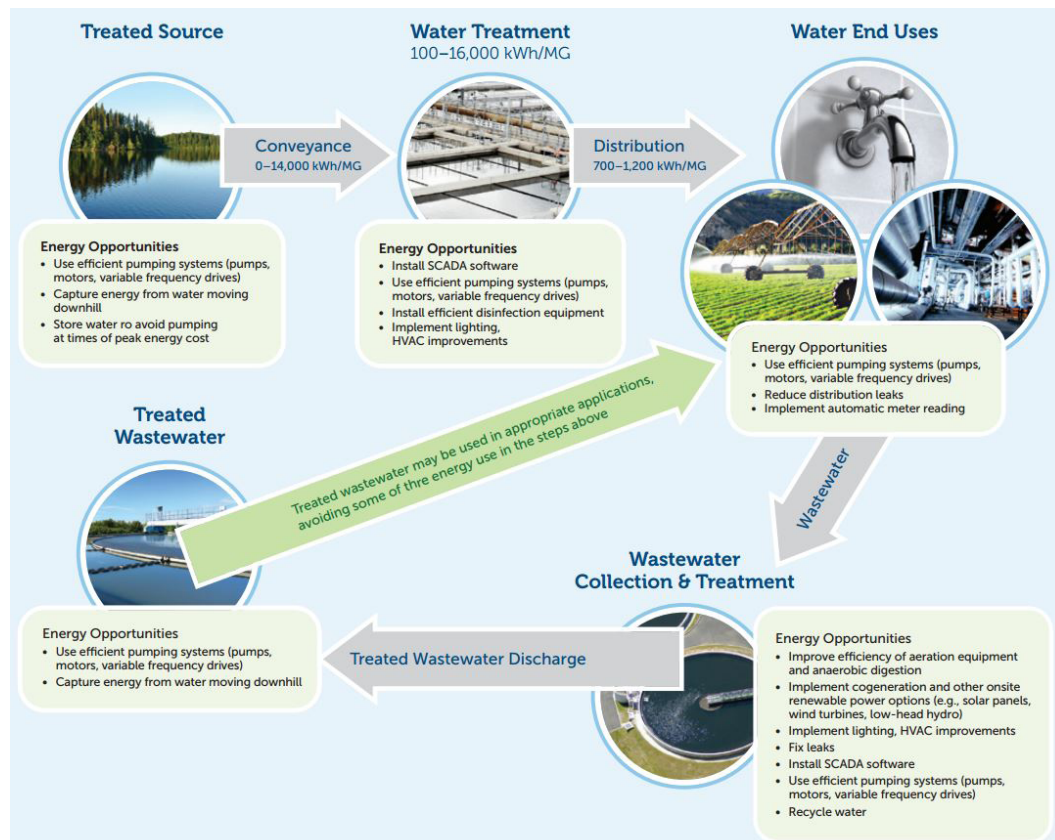 Treated Source
Water Treatment
100–16,000 kWh/MG
Water End Uses
Conveyance
0–14,000 kWh/MG
Distribution
700–1,200 kWh/MG
Energy Opportunities
• Use efficient pumping systems (pumps,
motors, variable frequency drives)
• Capture energy from water moving
downhill
• Store water ro avoid pumping
at times of peak energy cost
Energy Opportunities
• Install SCADA software
• Use efficient pumping systems (pumps,
motors, variable frequency drives)
• Install efficient disinfection equipment
• Implement lighting,
HVAC improvements
Energy Opportunities
• Use efficient pumping systems (pumps,
motors, variable frequency drives)
• Reduce distribution leaks
• Implement automatic meter reading
Treated wastewater may be used in appropriate applications,
avoiding some of thre energy use in the steps above
Wastewater
Treated
Wastewater
Wastewater
Collection & Treatment
Energy Opportunities
• Use efficient pumping systems (pumps,
motors, variable frequency drives)
• Capture energy from water moving downhill
Treated Wastewater Discharge
Energy Opportunities
• Improve efficiency of aeration equipment
and anaerobic digestion
• Implement cogeneration and other onsite
renewable power options (e.g., solar panels,
wind turbines, low-head hydro)
• Implement lighting, HVAC improvements
• Fix leaks
• Install SCADA software
• Use efficient pumping systems (pumps,
motors, variable frequency drives)
• Recycle water